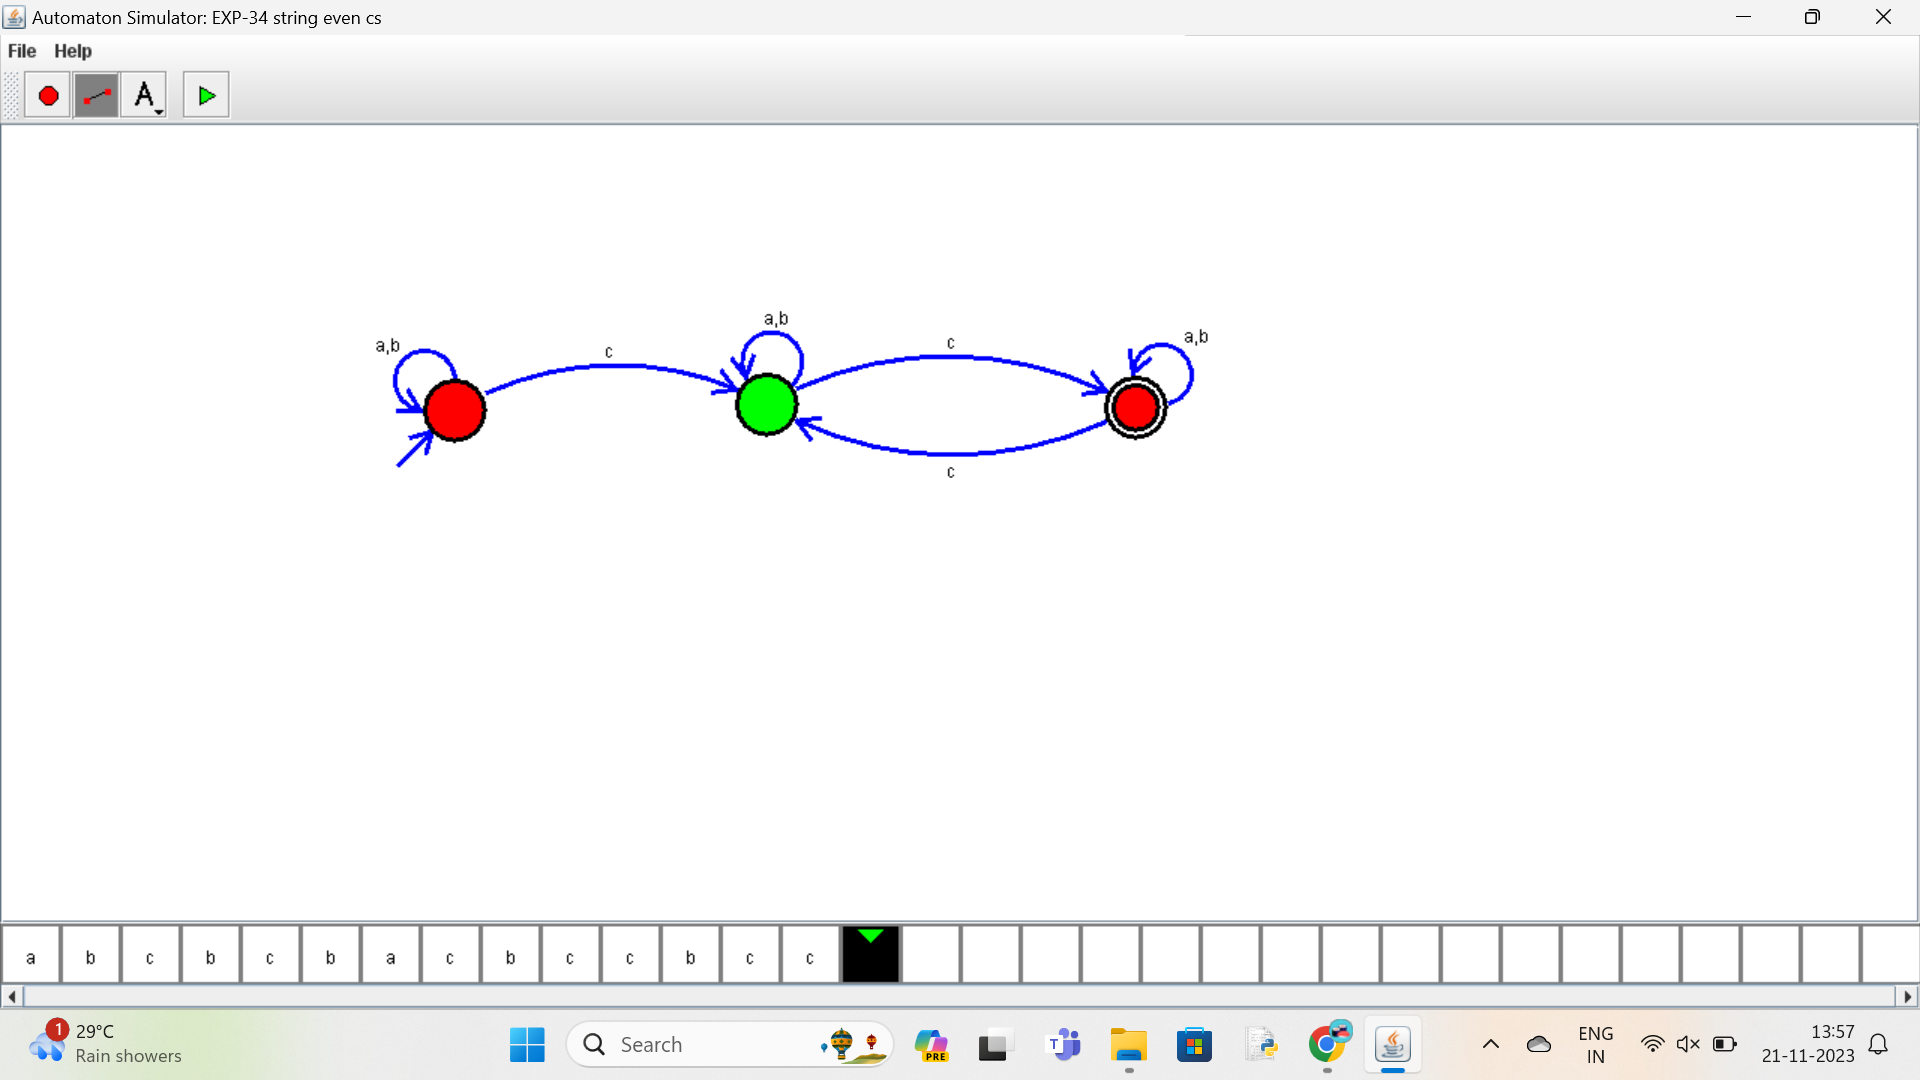 Automaton Simulator: EXP-34 string even cs
File Help
A
a,b
c
a,b
c
a,b
c
a b c b c b a c b c c b c c
1
29°C
Rain showers
Search
PRE
T
ENG
IN
13:57
21-11-2023